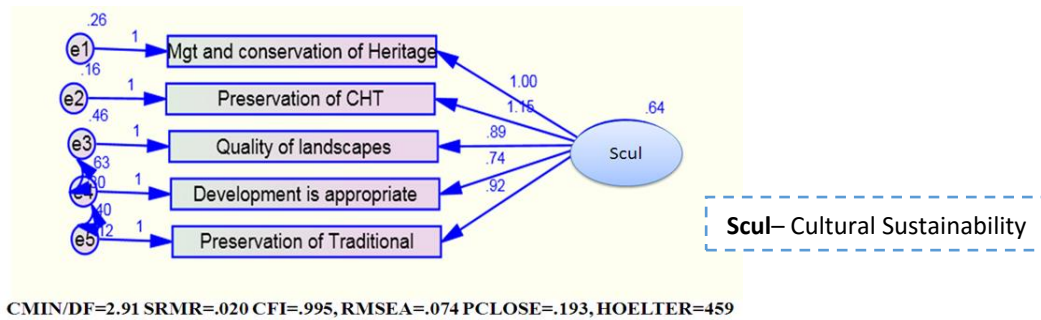 .26
e1 1 Mgt and conservation of Heritage
.16
1.00
e2 1 Preservation of CHT
1.15
.64
.46
e3 1 Quality of landscapes
.89
Scul
.63
.74
1 Development is appropriate
.92
.40
e5 1 Preservation of Traditional
.12
Scul– Cultural Sustainability
CMIN/DF=2.91 SRMR=.020 CFI=.995, RMSEA=.074 PCLOSE=.193, HOELTER=459